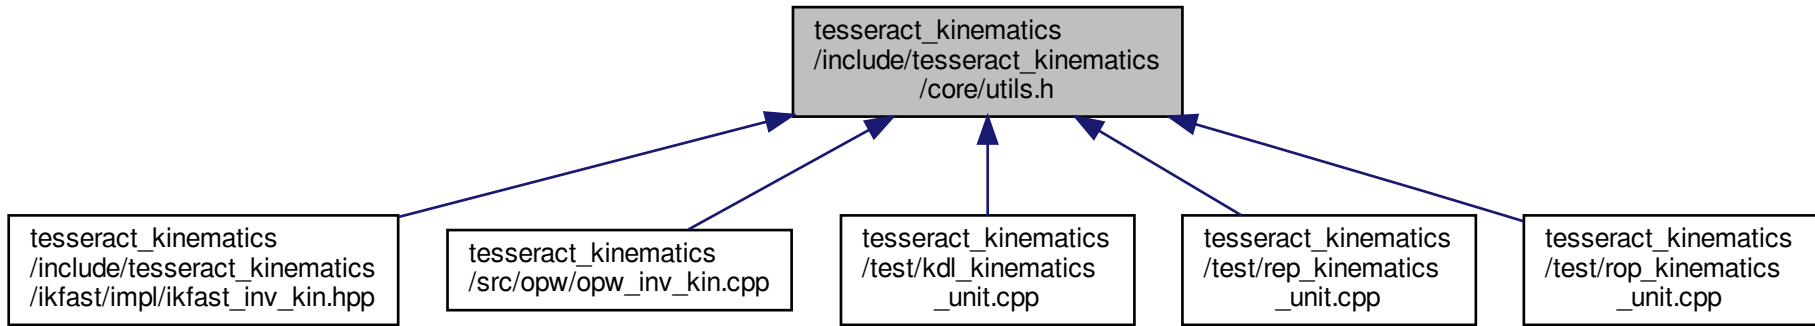 tesseract_kinematics
/include/tesseract_kinematics
/core/utils.h
tesseract_kinematics
/include/tesseract_kinematics
/ikfast/impl/ikfast_inv_kin.hpp
tesseract_kinematics
/src/opw/opw_inv_kin.cpp
tesseract_kinematics
/test/kdl_kinematics
_unit.cpp
tesseract_kinematics
/test/rep_kinematics
_unit.cpp
tesseract_kinematics
/test/rop_kinematics
_unit.cpp